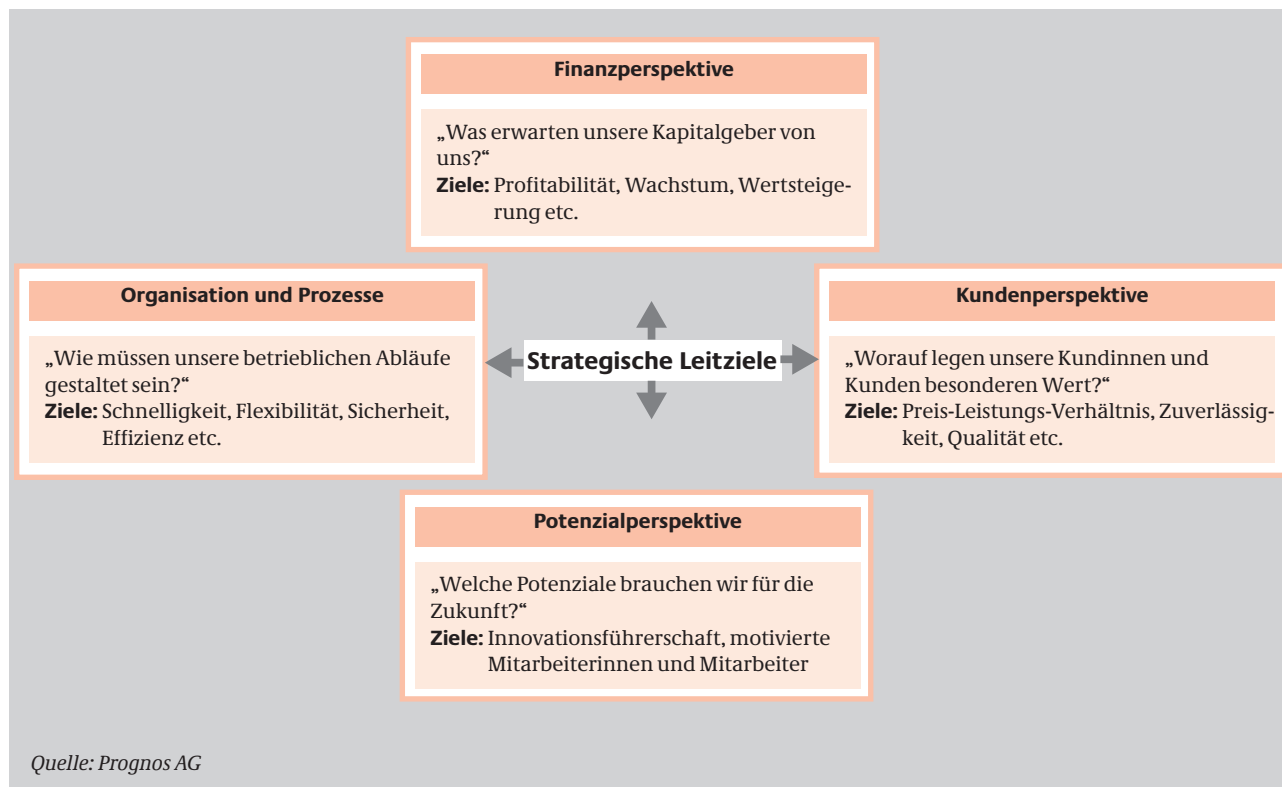 Finanzperspektive
„Was erwarten unsere Kapitalgeber von
uns?“
Ziele: Profitabilität, Wachstum, Wertsteige-
rung etc.
Organisation und Prozesse
„Wie müssen unsere betrieblichen Abläufe
gestaltet sein?“
Ziele: Schnelligkeit, Flexibilität, Sicherheit,
Effizienz etc.
Strategische Leitziele
Kundenperspektive
„Worauf legen unsere Kundinnen und
Kunden besonderen Wert?“
Ziele: Preis-Leistungs-Verhältnis, Zuverlässig-
keit, Qualität etc.
Potenzialperspektive
„Welche Potenziale brauchen wir für die
Zukunft?“
Ziele: Innovationsführerschaft, motivierte
Mitarbeiterinnen und Mitarbeiter
Quelle: Prognos AG